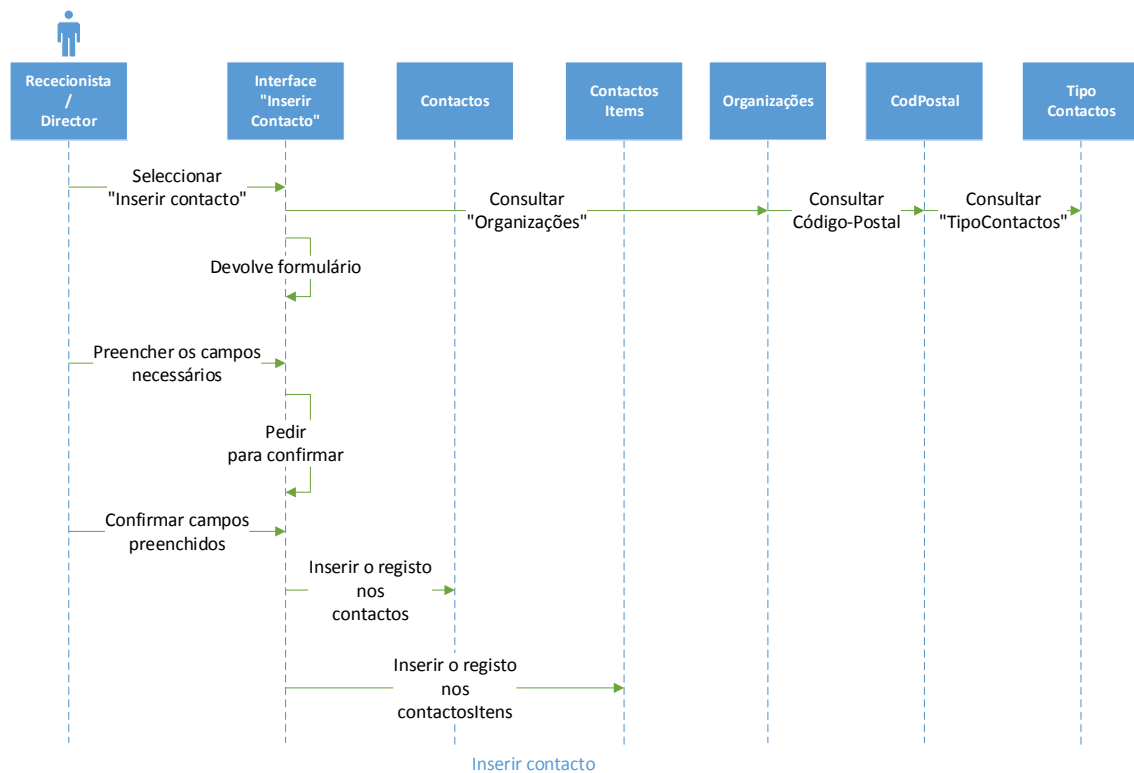 Rececionista
/
Director
Interface
"Inserir
Contacto"
Contactos
Contactos
Items
Organizações
CodPostal
Tipo
Contactos
Seleccionar
"Inserir contacto"
Consultar
"Organizações"
Consultar
Código-Postal
Consultar
"TipoContactos"
Devolve formulário
Preencher os campos
necessários
Pedir
para confirmar
Confirmar campos
preenchidos
Inserir o registo
nos
contactos
Inserir o registo
nos
contactosItens
Inserir contacto